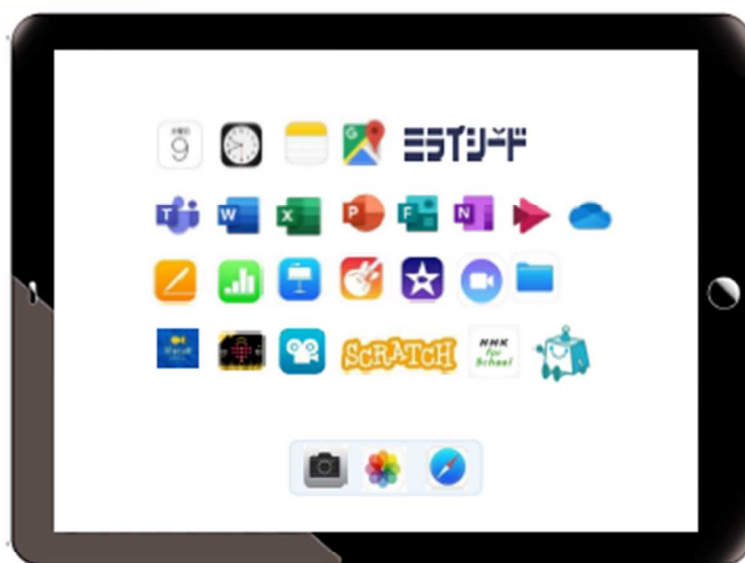 9
G
ミライシード
T W X P F N
SCRATCH
NHK
for
School